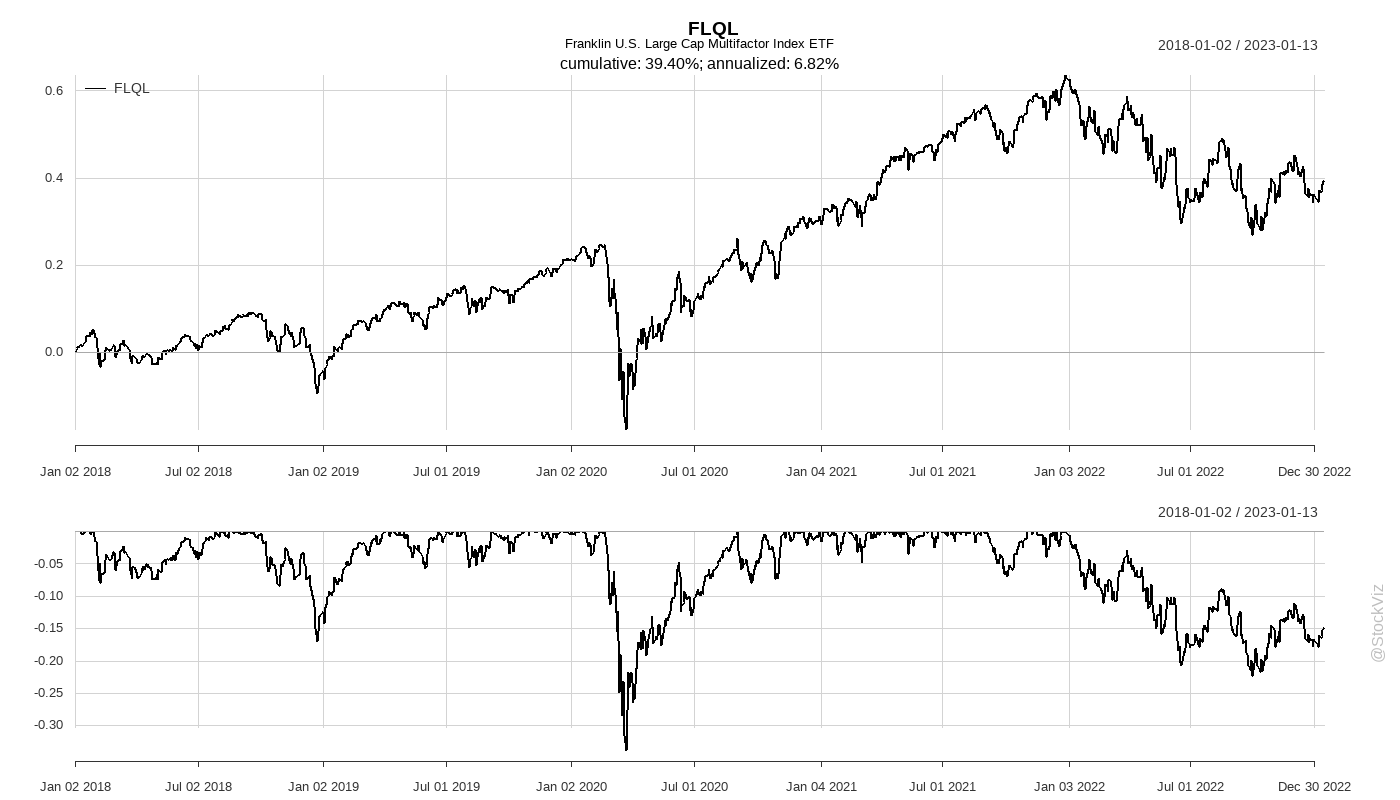 FLQL
Franklin U.S. Large Cap Multifactor Index ETF
cumulative: 39.40%; annualized: 6.82%
2018-01-02 / 2023-01-13
FLQL
0.6
0.4
0.2
0.0
Jan 02 2018 Jul 02 2018 Jan 02 2019 Jul 01 2019 Jan 02 2020 Jul 01 2020 Jan 04 2021 Jul 01 2021 Jan 03 2022 Jul 01 2022 Dec 30 2022
2018-01-02 / 2023-01-13
-0.05
-0.10
-0.15
-0.20
-0.25
-0.30
Jan 02 2018 Jul 02 2018 Jan 02 2019 Jul 01 2019 Jan 02 2020 Jul 01 2020 Jan 04 2021 Jul 01 2021 Jan 03 2022 Jul 01 2022 Dec 30 2022
@StockViz